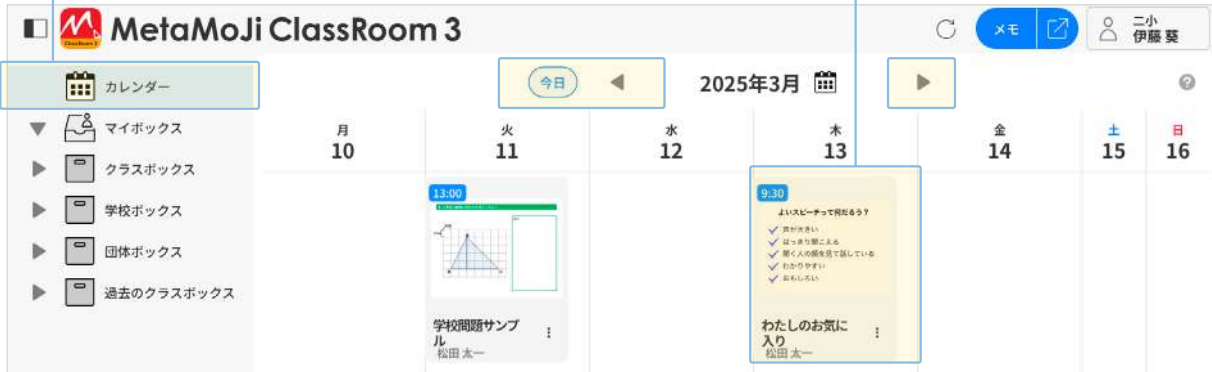 MetaMoJi ClassRoom 3
メモ
二小
伊藤 葵
カレンダー
今日
2025年3月
マイボックス
クラスボックス
学校ボックス
団体ボックス
過去のクラスボックス
月 火 水 木 金 土 日
10 11 12 13 14 15 16
13:00
学校問題サンプ
ル
松田 太一
9:30
よいスピーチって何だろう?
声が大きい
はっきり聞こえる
聞く人の顔を見て話している
わかりやすい
おもしろい
わたしのお気に
入り
松田 太一